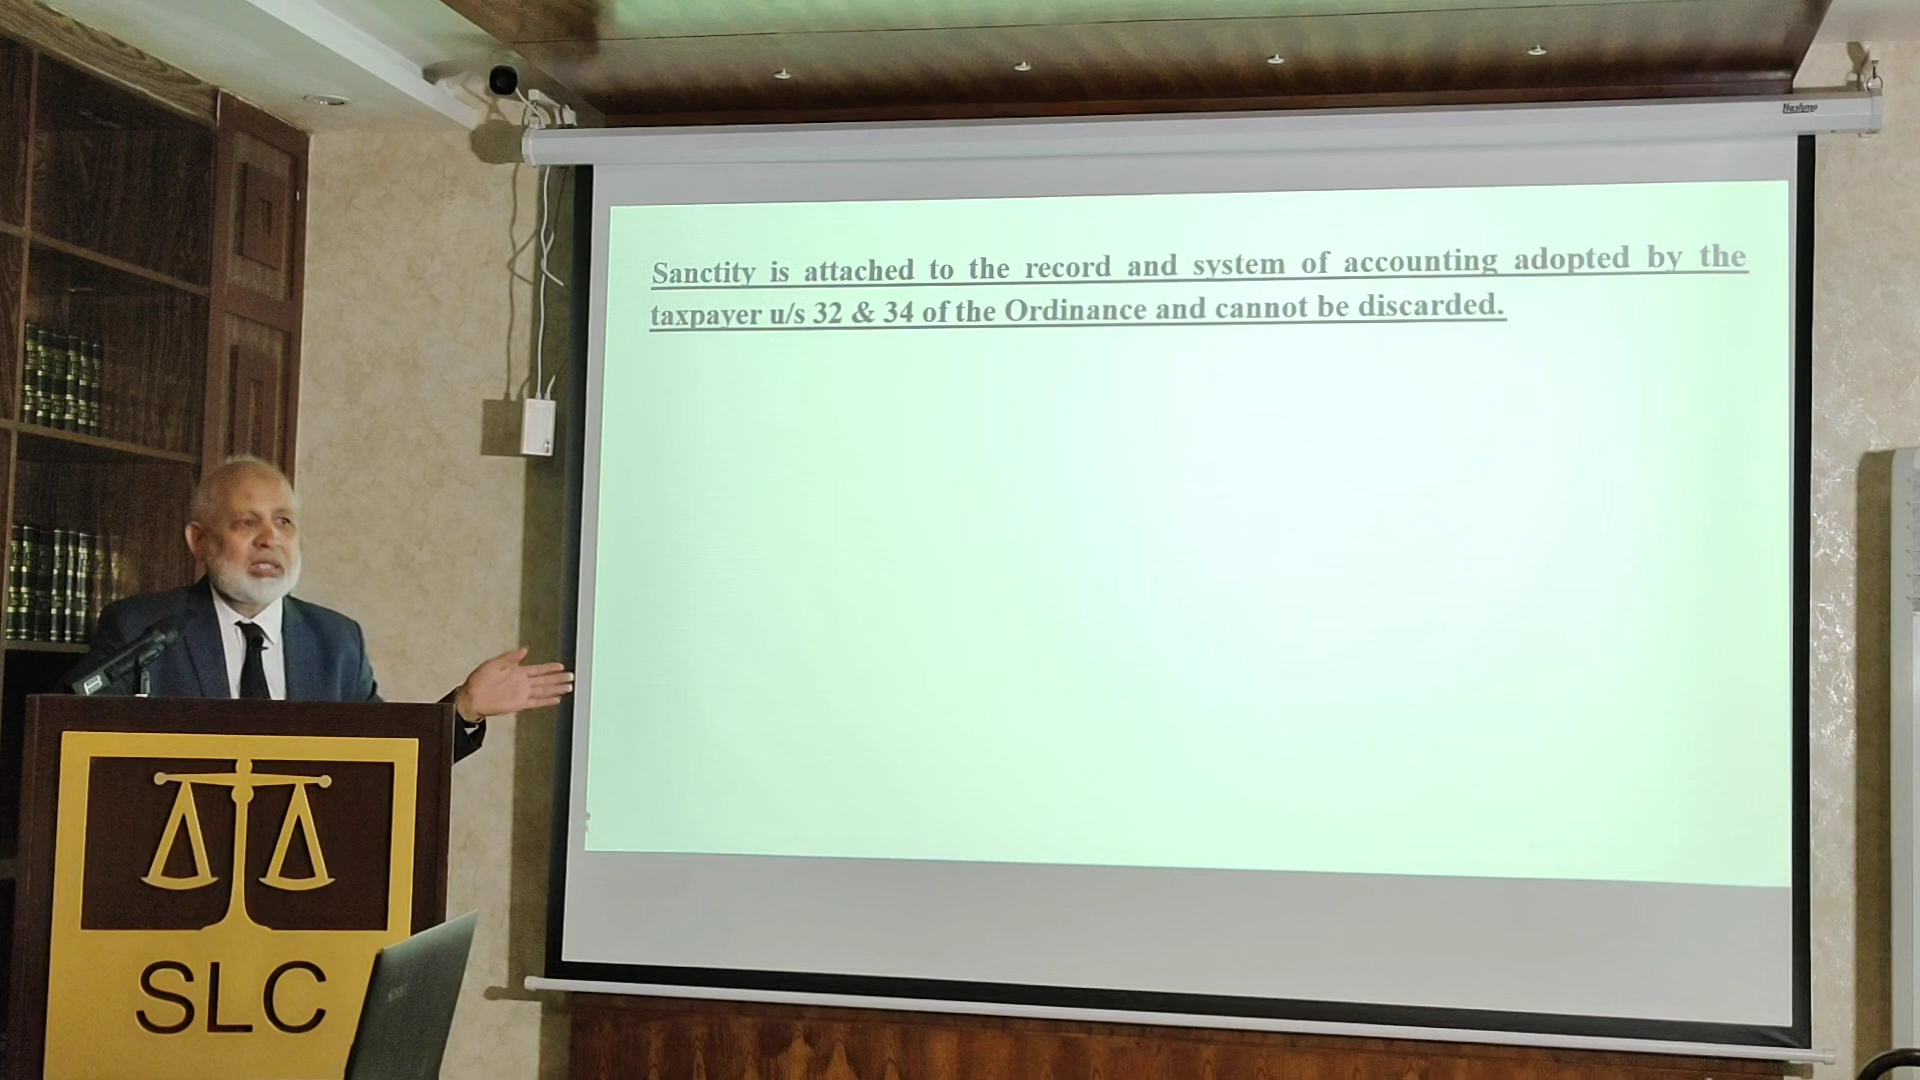 Nashmo
Sanctity is attached to the record and system of accounting adopted by the
taxpayer u/s 32 & 34 of the Ordinance and cannot be discarded.
SLC